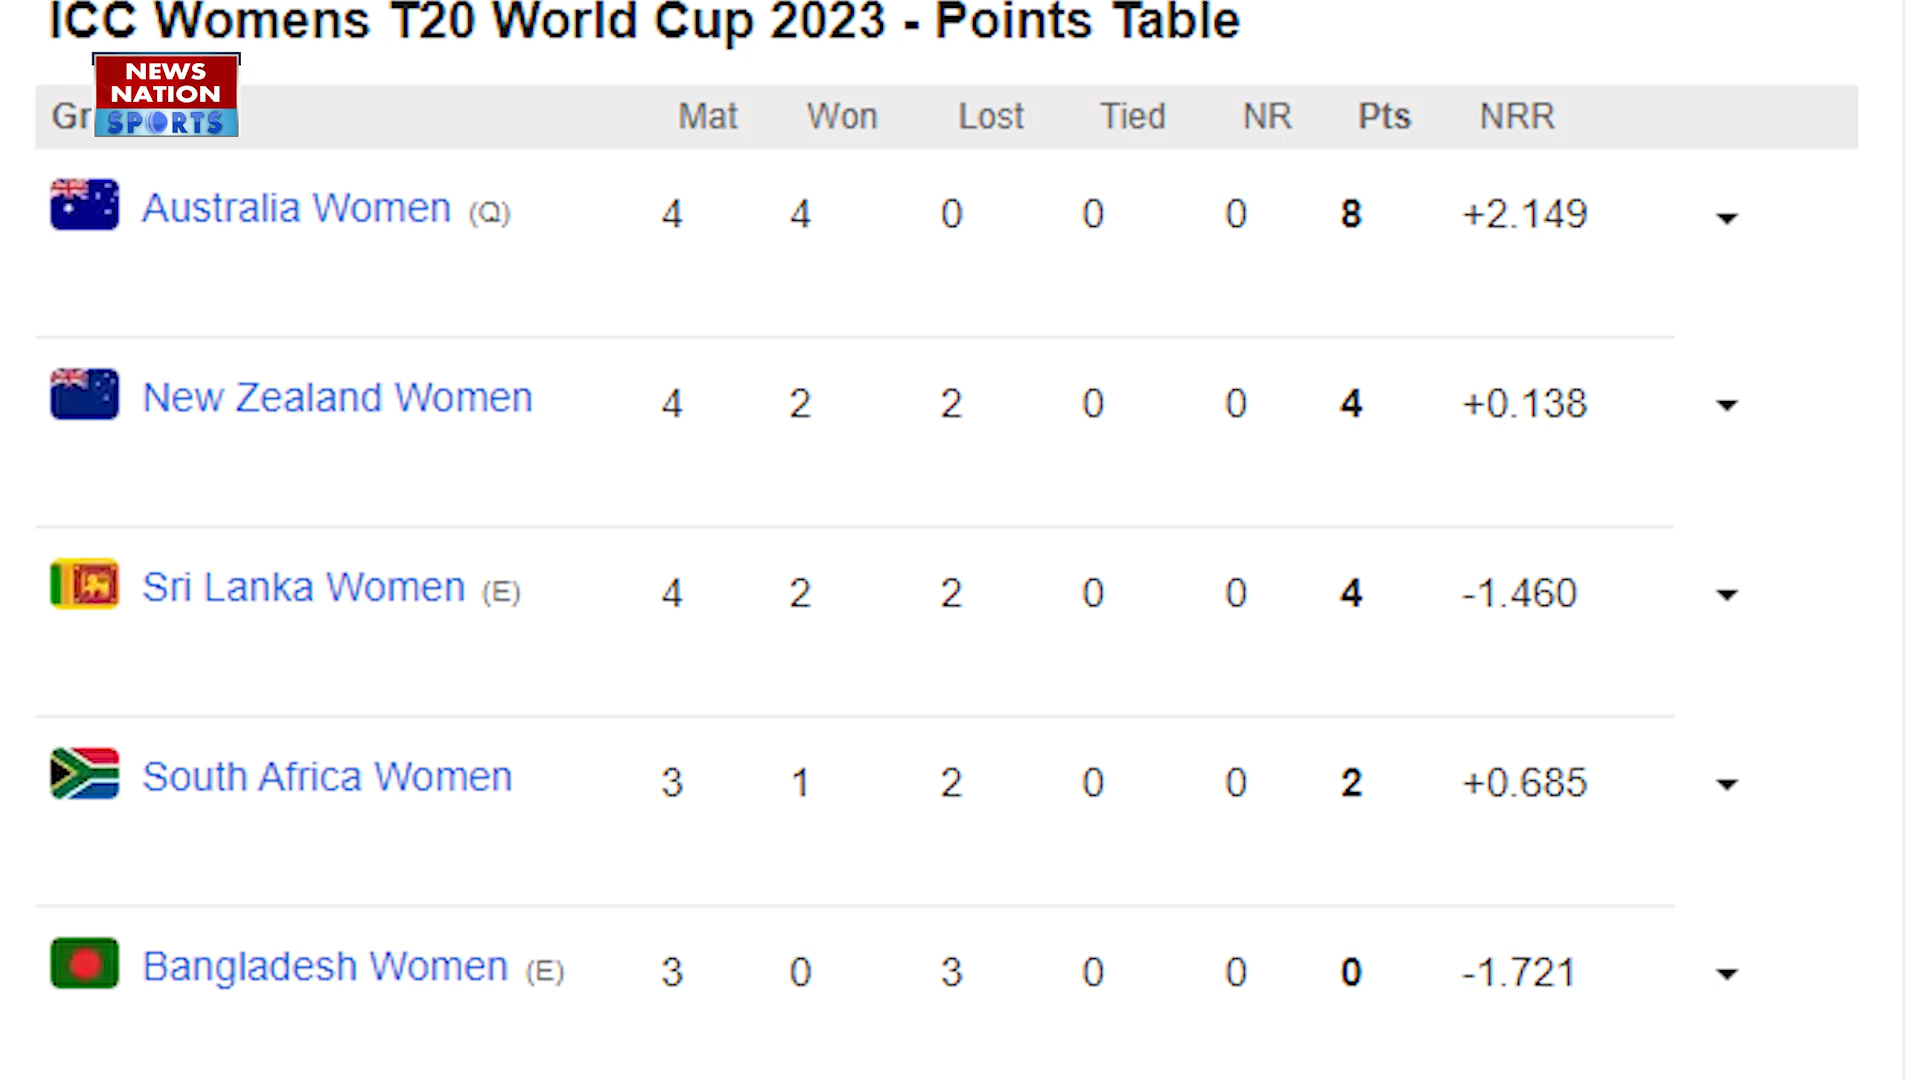 ICC Womens T20 World Cup 2023 - Points Table
NEWS
NATION
SPORTS
Gr Mat Won Lost Tied NR Pts NRR
Australia Women (Q) 4 4 0 0 0 8 +2.149
New Zealand Women 4 2 2 0 0 4 +0.138
Sri Lanka Women (E) 4 2 2 0 0 4 -1.460
South Africa Women 3 1 2 0 0 2 +0.685
Bangladesh Women (E) 3 0 3 0 0 0 -1.721